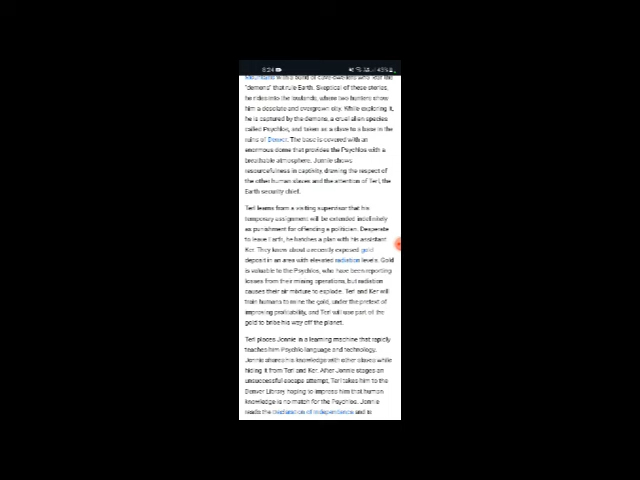 Mountains with a band of cave-dwellers who fear the
"demons" that rule Earth. Skeptical of these stories,
he rides into the lowlands, where two hunters show
him a desolate and overgrown city. While exploring it,
he is captured by the demons, a cruel alien species
called Psychlos, and taken as a slave to a base in the
ruins of Denver. The base is covered with an
enormous dome that provides the Psychlos with a
breathable atmosphere. Jonnie shows
resourcefulness in captivity, drawing the respect of
the other human slaves and the attention of Terl, the
Earth security chief.
Terl learns from a visiting supervisor that his
temporary assignment will be extended indefinitely
as punishment for offending a politician. Desperate
to leave Earth, he hatches a plan with his assistant
Ker. They know about a recently exposed gold
deposit in an area with elevated radiation levels. Gold
is valuable to the Psychlos, who have been reporting
losses from their mining operations, but radiation
causes their air mixture to explode. Terl and Ker will
train humans to mine the gold, under the pretext of
improving profitability, and Terl will use part of the
gold to bribe his way off the planet.
Terl places Jonnie in a learning machine that rapidly
teaches him Psychlo language and technology.
Jonnie shares his knowledge with other slaves while
hiding it from Terl and Ker. After Jonnie stages an
unsuccessful escape attempt, Terl takes him to the
Denver Library hoping to impress him that human
knowledge is no match for the Psychlos. Jonnie
reads the Declaration of Independence and is